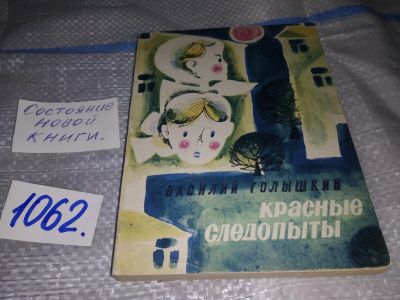 Состояние
новой
книги.
1062.
ВАСИЛИЙ ГОЛЫШКИН
КРАСНЫЕ
СЛЕДОПЫТЫ